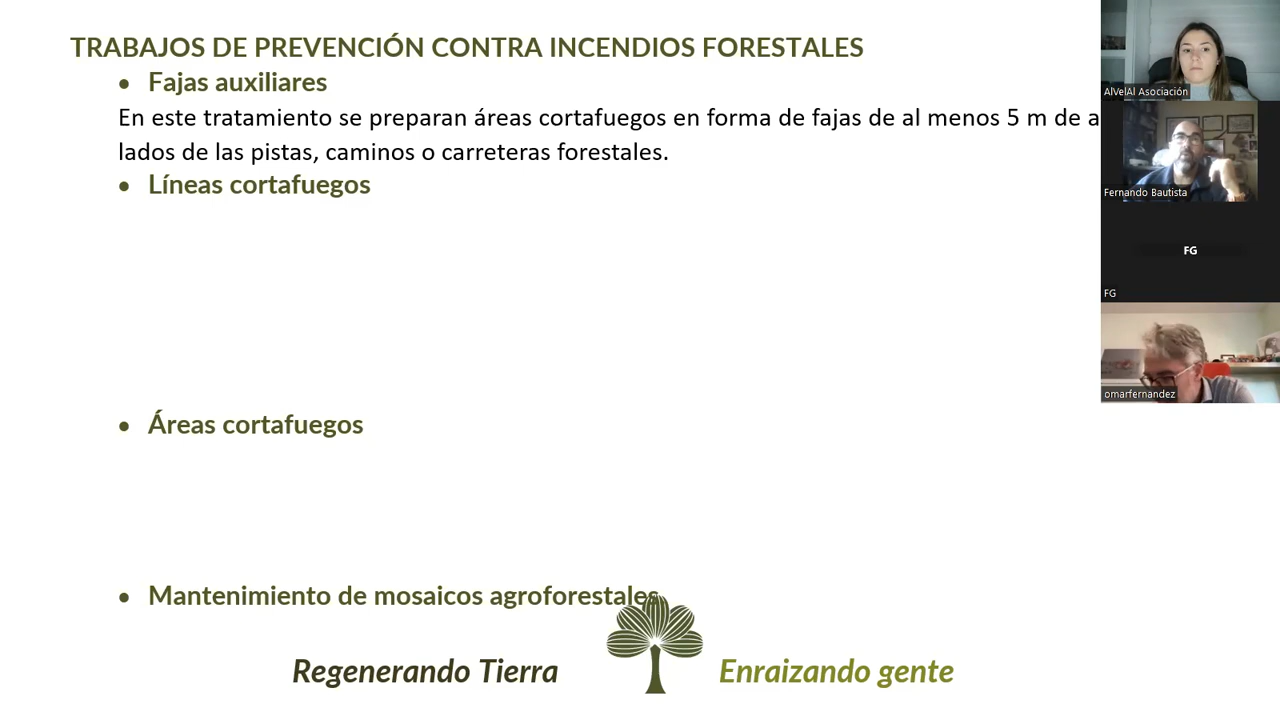 TRABAJOS DE PREVENCIÓN CONTRA INCENDIOS FORESTALES
• Fajas auxiliares
En este tratamiento se preparan áreas cortafuegos en forma de fajas de al menos 5 m de a
lados de las pistas, caminos o carreteras forestales.
• Líneas cortafuegos
• Áreas cortafuegos
• Mantenimiento de mosaicos agroforestales
Regenerando Tierra
Enraizando gente
AlVelAl Asociación
Fernando Bautista
FG
FG
omarfernandez